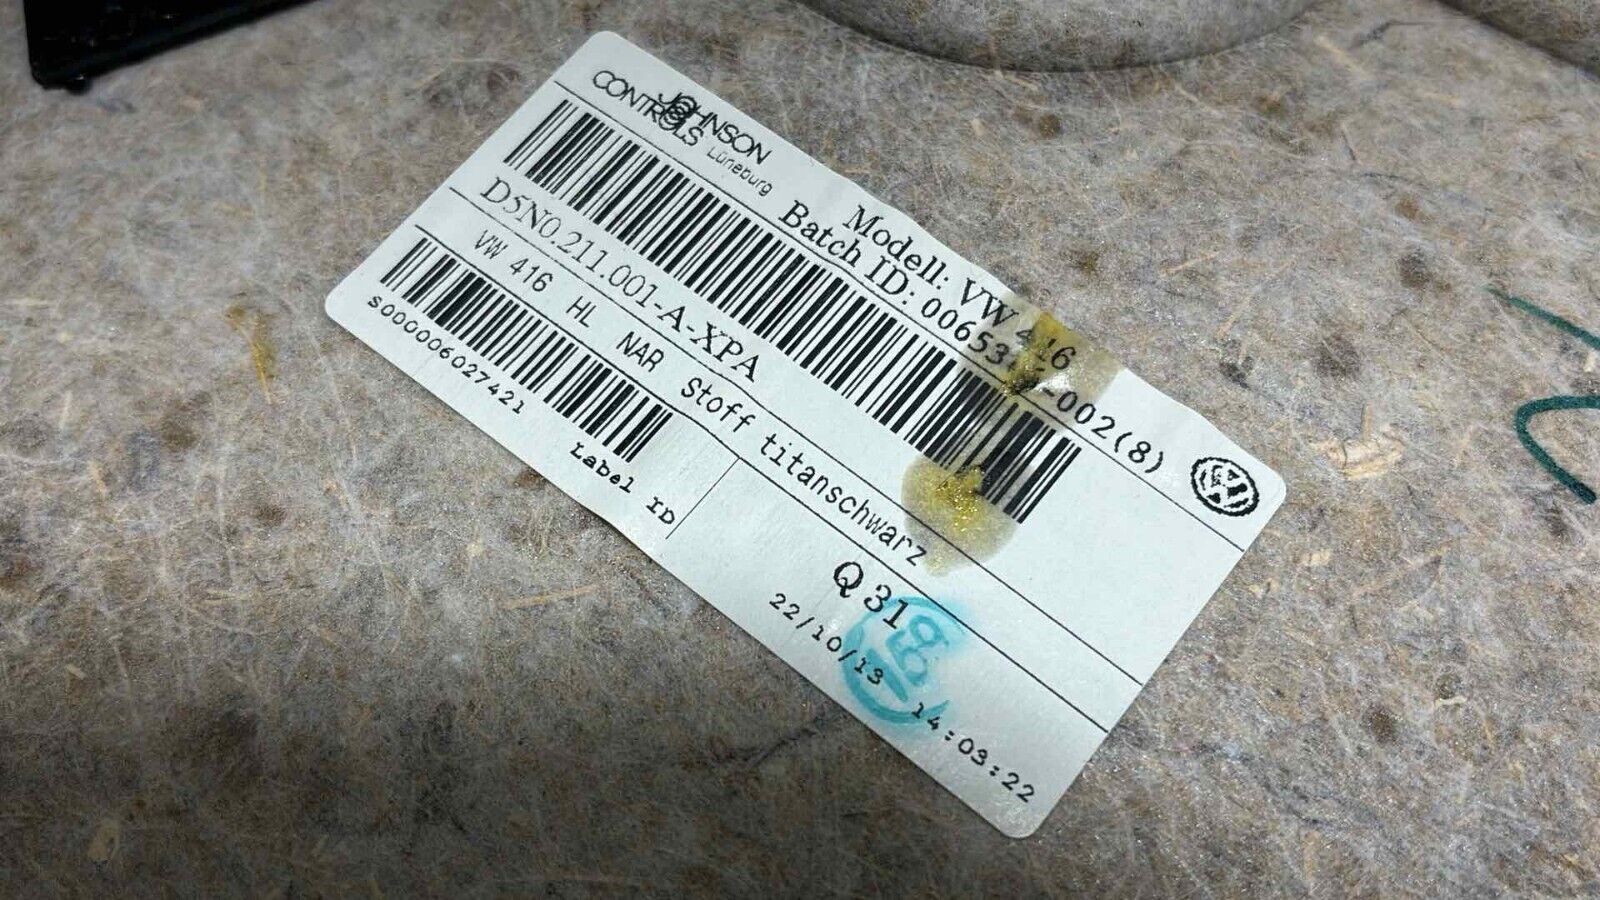 JOHNSON
CONTROLS Lüneburg
Modell: VW 416
Batch ID:
D5N0.211.001-A-XPA
VW 416 HL NAR Stoff titanschwarz
S000006027421
Label ID
Q31
22/10/13 14:03:22